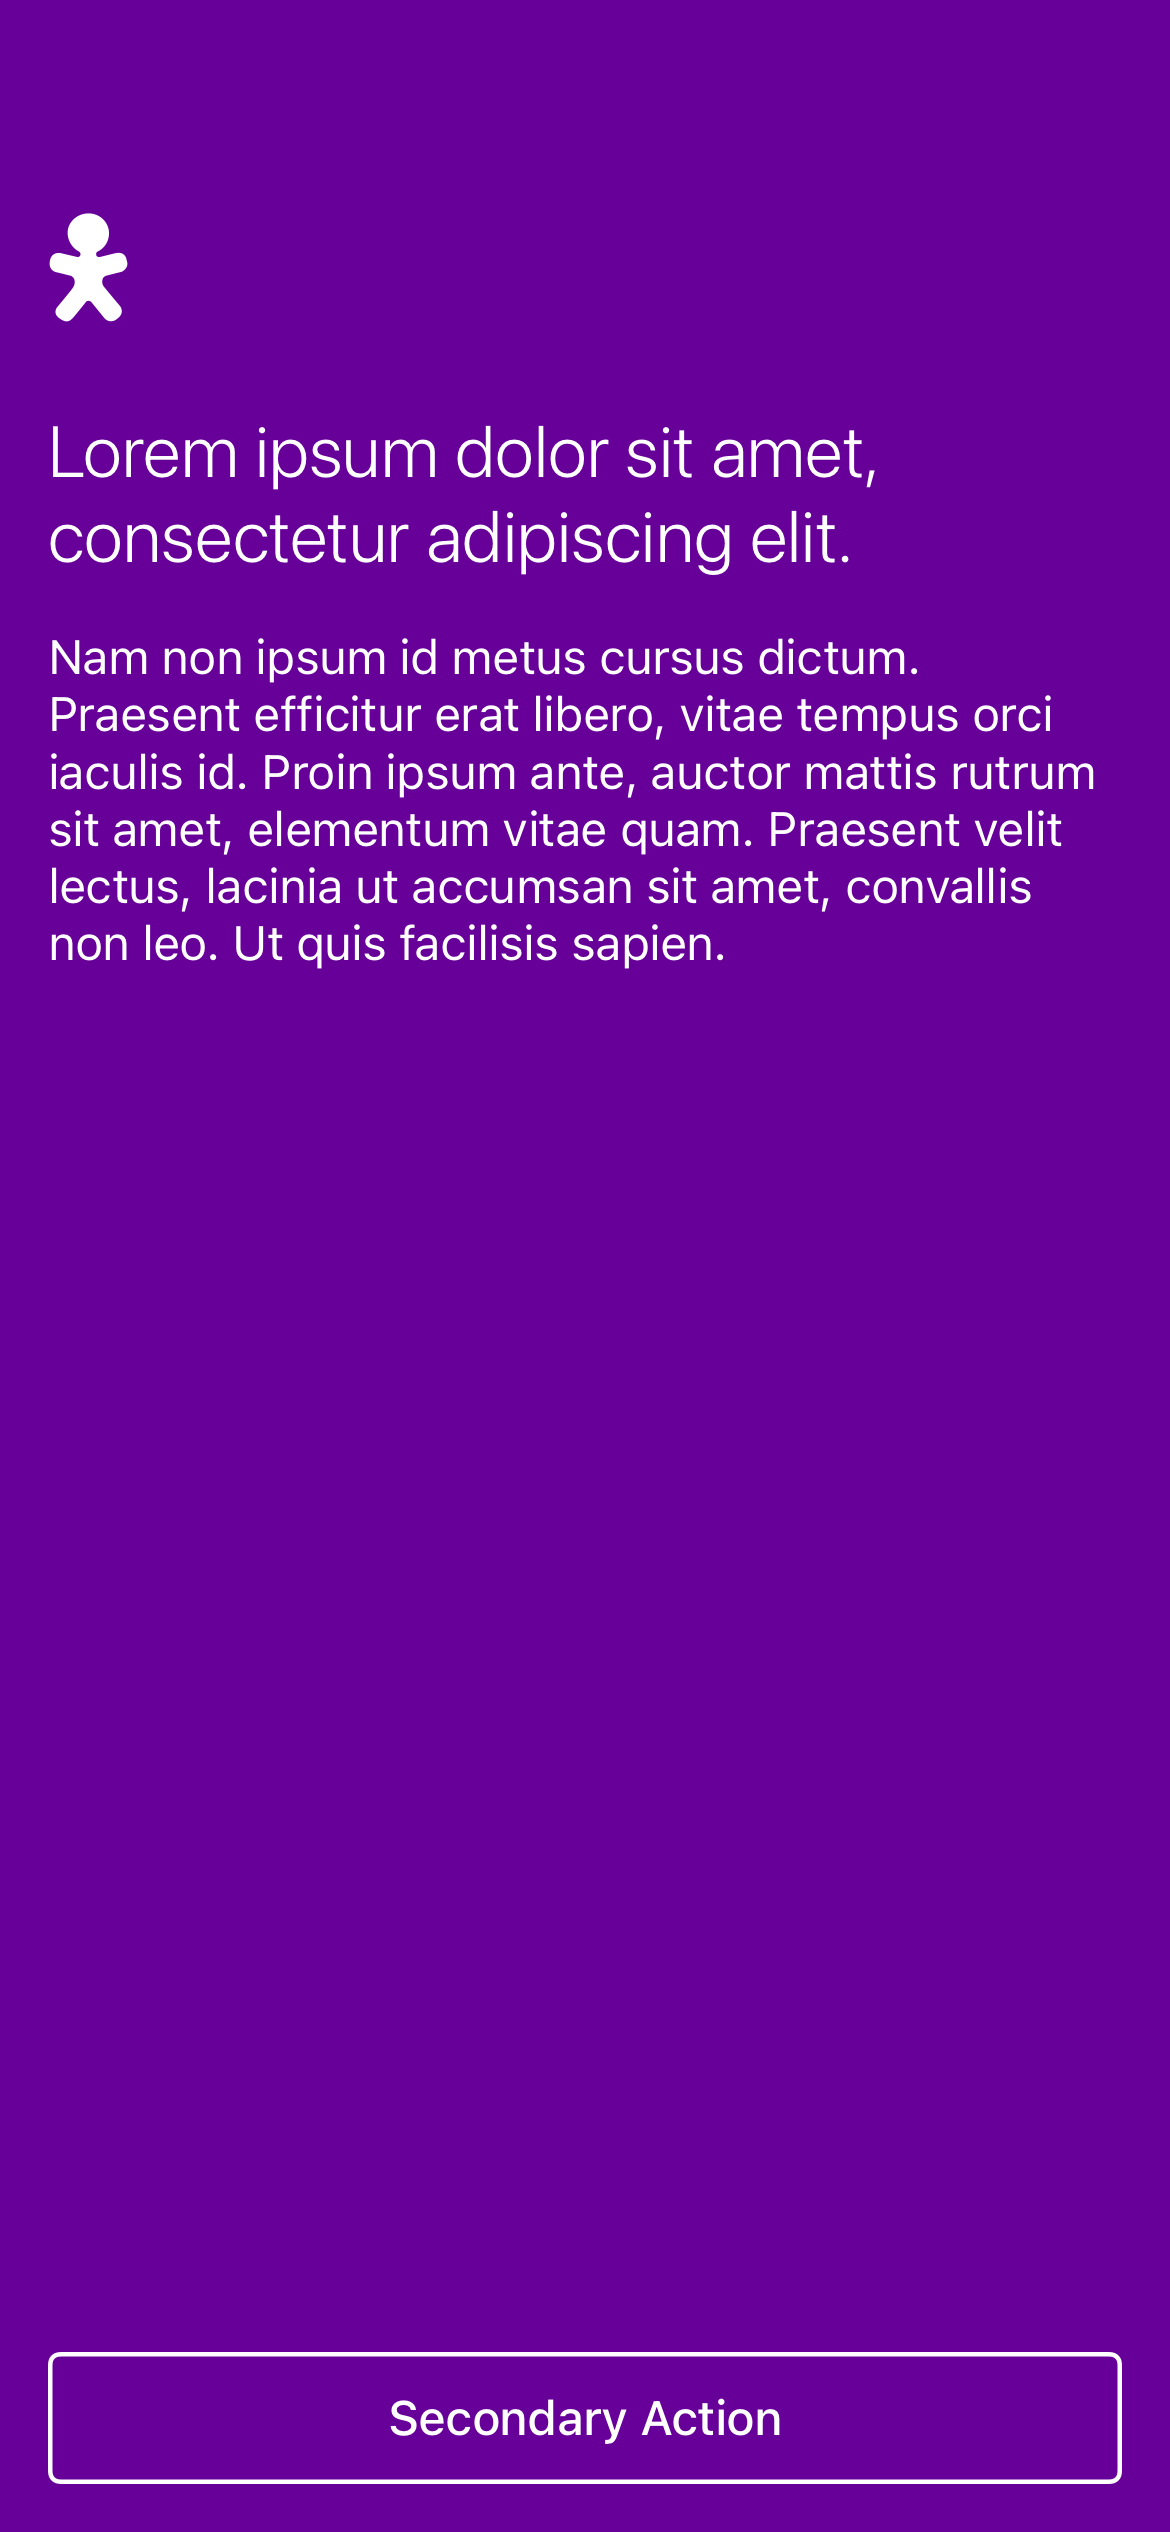 Lorem ipsum dolor sit amet,
consectetur adipiscing elit.
Nam non ipsum id metus cursus dictum.
Praesent efficitur erat libero, vitae tempus orci
iaculis id. Proin ipsum ante, auctor mattis rutrum
sit amet, elementum vitae quam. Praesent velit
lectus, lacinia ut accumsan sit amet, convallis
non leo. Ut quis facilisis sapien.
Secondary Action